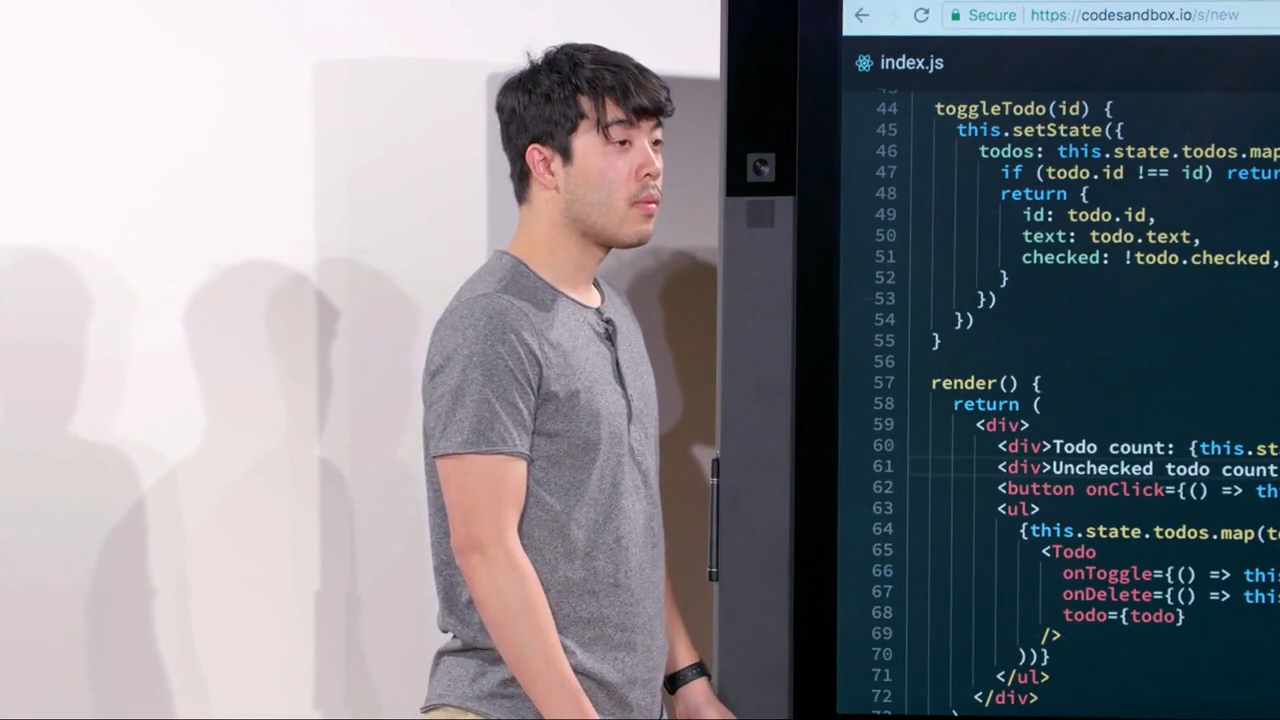 Secure | https://codesandbox.io/s/new
index.js
44 toggleTodo(id) {
45 this.setState({
46 todos: this.state.todos.map
47 if (todo.id !== id) retur
48 return {
49 id: todo.id,
50 text: todo.text,
51 checked: !todo.checked,
52 }
53 })
54 })
55 }
56
57 render() {
58 return (
59 <div>
60 <div>Todo count: {this.st
61 <div>Unchecked todo count
62 <button onClick={() => th
63 <ul>
64 {this.state.todos.map(t
65 <Todo
66 onToggle={() => thi
67 onDelete={() => this
68 todo={todo}
69 />
70 ))}
71 </ul>
72 </div>